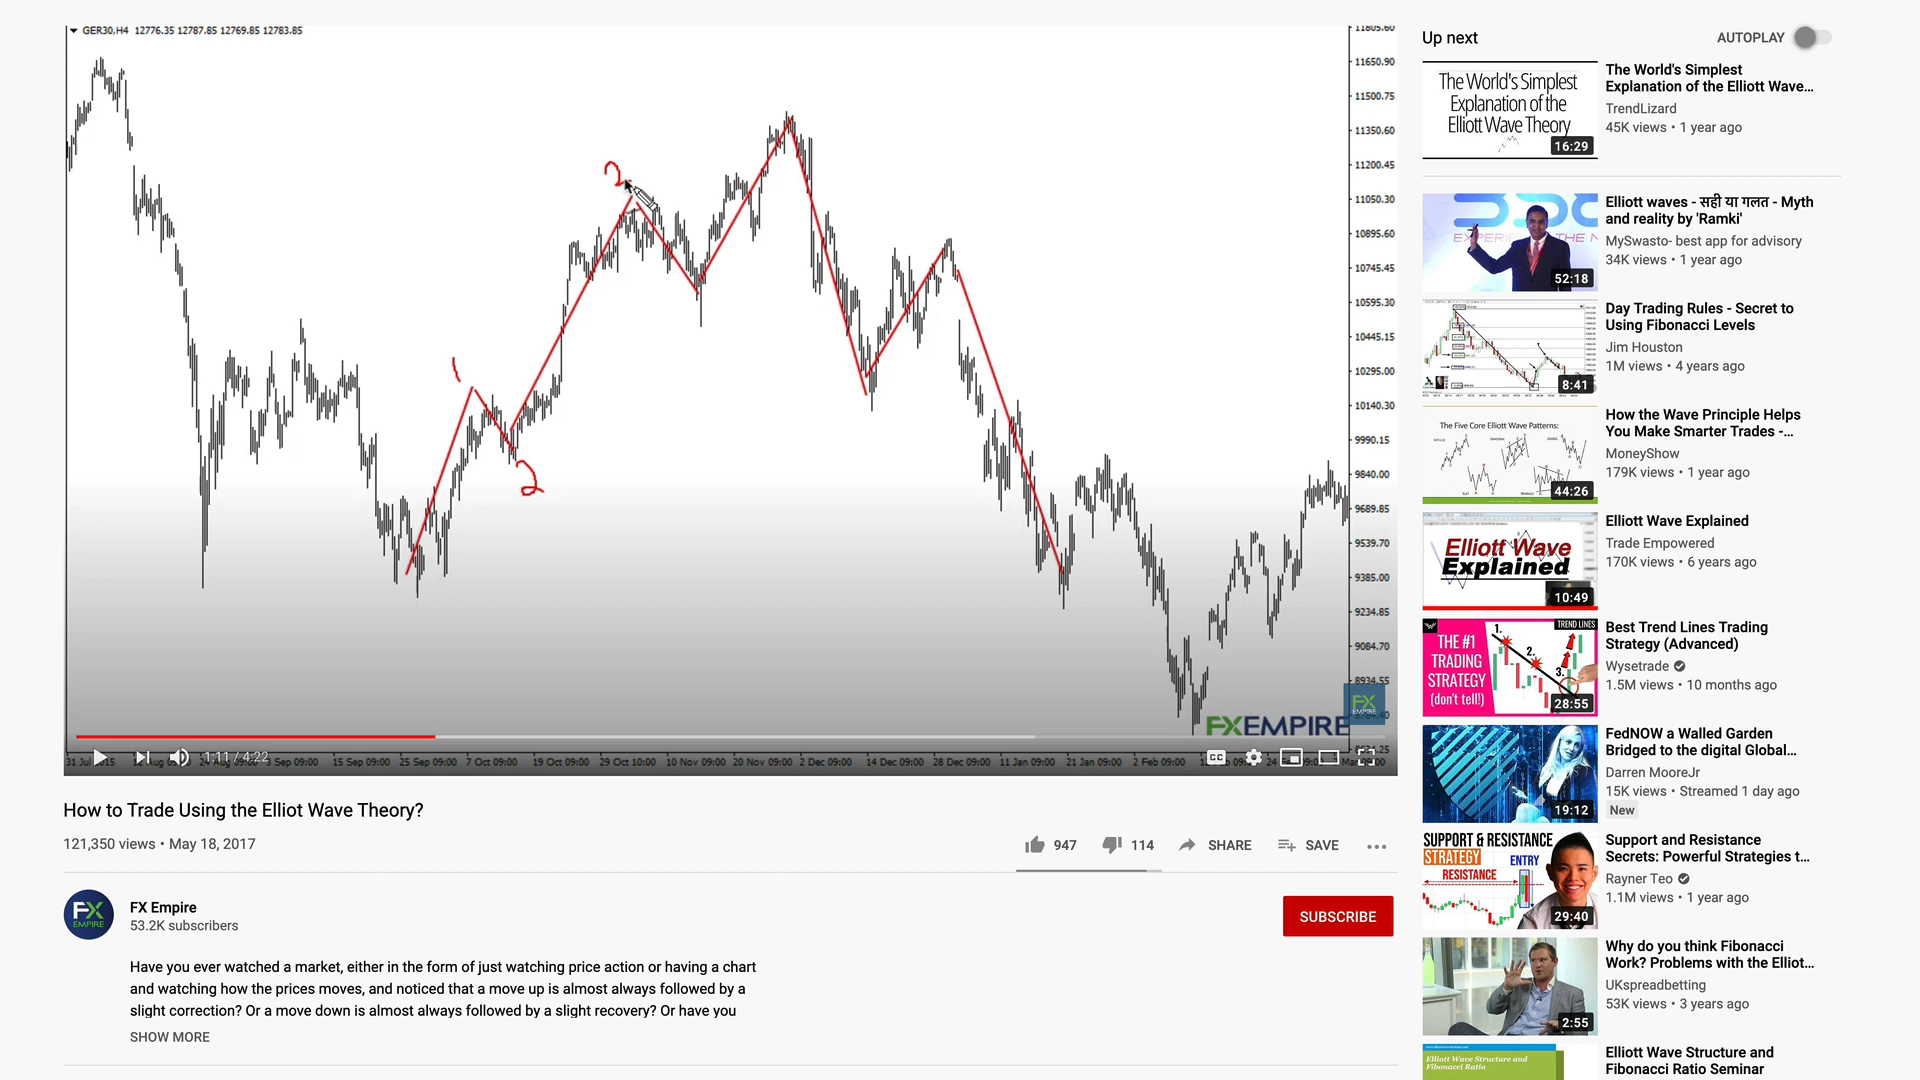 GER30,H4 12776.35 12787.85 12769.85 12783.85
11805.60
11650.90
11500.75
11350.60
11200.45
11050.30
10895.60
10745.45
10595.30
10445.15
10295.00
10140.30
9990.15
9840.00
9689.85
9539.70
9385.00
9234.85
9084.70
8934.55
1
2
FX
EMPIRE
FXEMPIRE
1:11 / 4:22
CC
3 Sep 09:00
15 Sep 09:00
25 Sep 09:00
7 Oct 09:00
19 Oct 09:00
29 Oct 10:00
10 Nov 09:00
20 Nov 09:00
2 Dec 09:00
14 Dec 09:00
28 Dec 09:00
11 Jan 09:00
21 Jan 09:00
2 Feb 09:00
How to Trade Using the Elliot Wave Theory?
121,350 views • May 18, 2017
947
114
SHARE
SAVE
FX
EMPIRE
FX Empire
53.2K subscribers
SUBSCRIBE
Have you ever watched a market, either in the form of just watching price action or having a chart
and watching how the prices moves, and noticed that a move up is almost always followed by a
slight correction? Or a move down is almost always followed by a slight recovery? Or have you
SHOW MORE
Up next
AUTOPLAY
The World's Simplest
Explanation of the
Elliott Wave Theory
16:29
The World's Simplest
Explanation of the Elliott Wave...
TrendLizard
45K views • 1 year ago
52:18
Elliott waves - सही या गलत - Myth
and reality by 'Ramki'
MySwasto- best app for advisory
34K views • 1 year ago
8:41
Day Trading Rules - Secret to
Using Fibonacci Levels
Jim Houston
1M views • 4 years ago
The Five Core Elliott Wave Patterns:
44:26
How the Wave Principle Helps
You Make Smarter Trades -...
MoneyShow
179K views • 1 year ago
Elliott Wave
Explained
10:49
Elliott Wave Explained
Trade Empowered
170K views • 6 years ago
TREND LINES
THE #1
TRADING
STRATEGY
(don't tell!)
1.
2.
3.
28:55
Best Trend Lines Trading
Strategy (Advanced)
Wysetrade
1.5M views • 10 months ago
19:12
FedNOW a Walled Garden
Bridged to the digital Global...
Darren MooreJr
15K views • Streamed 1 day ago
New
SUPPORT & RESISTANCE
STRATEGY
ENTRY
RESISTANCE
29:40
Support and Resistance
Secrets: Powerful Strategies t...
Rayner Teo
1.1M views • 1 year ago
2:55
Why do you think Fibonacci
Work? Problems with the Elliot...
UKspreadbetting
53K views • 3 years ago
Elliott Wave Structure and
Fibonacci Ratio
Elliott Wave Structure and
Fibonacci Ratio Seminar